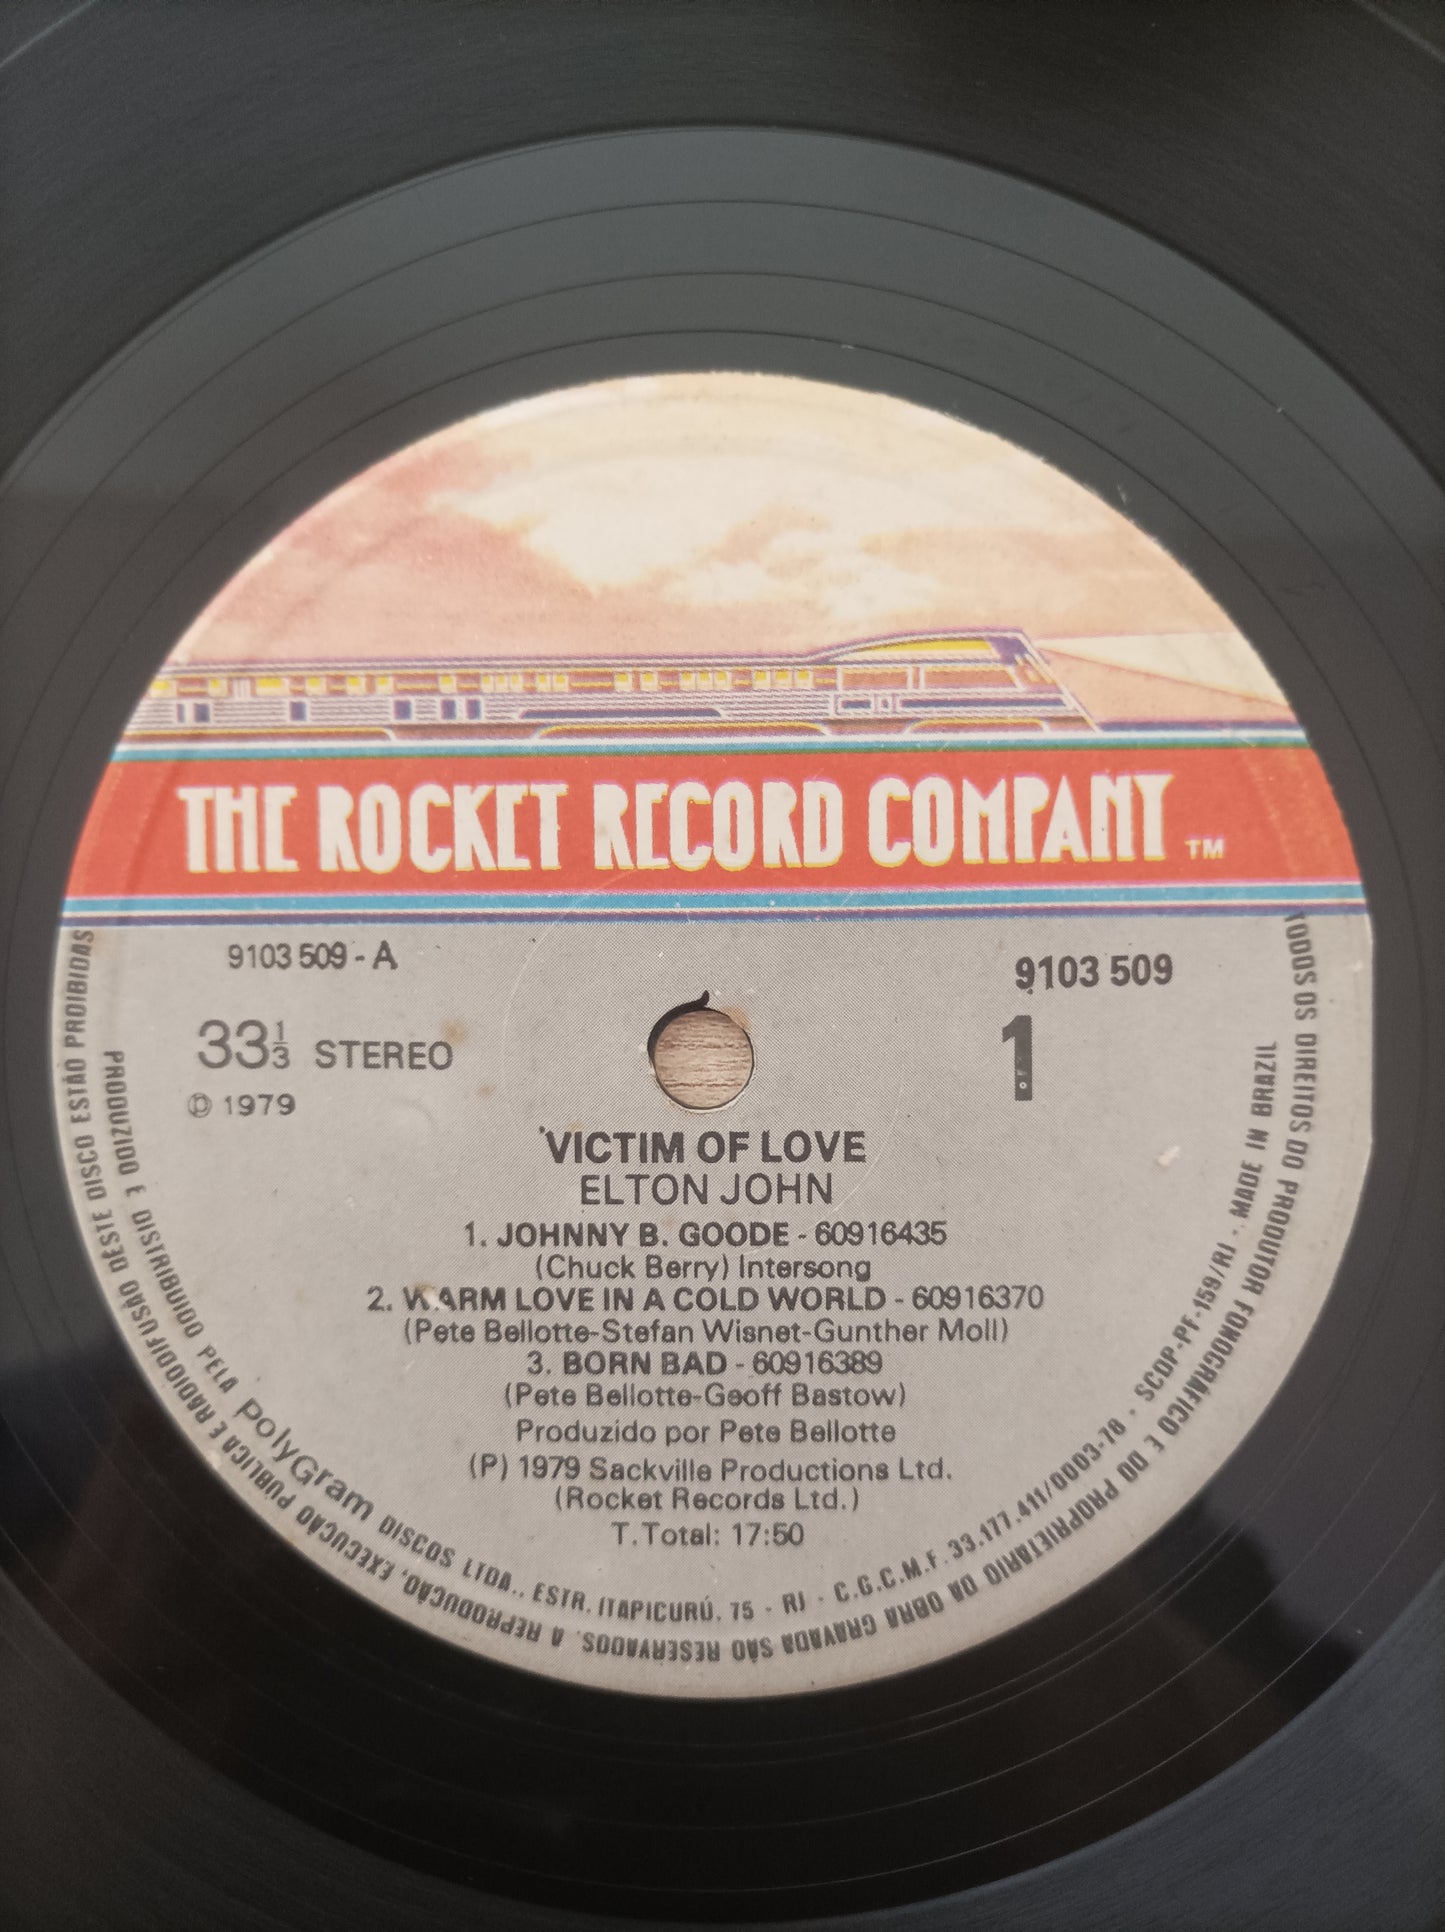 THE ROCKET RECORD COMPANY TM
9103 509 - A
9103 509
33 1/3 STEREO
1
℗ 1979
VICTIM OF LOVE
ELTON JOHN
1. JOHNNY B. GOODE - 60916435
(Chuck Berry) Intersong
2. WARM LOVE IN A COLD WORLD - 60916370
(Pete Bellotte-Stefan Wisnet-Gunther Moll)
3. BORN BAD - 60916389
(Pete Bellotte-Geoff Bastow)
Produzido por Pete Bellotte
(P) 1979 Sackville Productions Ltd.
(Rocket Records Ltd.)
T.Total: 17:50
PRODUZIDO E DISTRIBUIDO PELA PolyGram DISCOS LTDA., ESTR. ITAPICURÚ, 75 - RJ - C.G.C.M.F. 33.177.411/0003-76 - SCDP-PF-159/RJ - MADE IN BRAZIL
TODOS OS DIREITOS DO PRODUTOR FONOGRÁFICO E DO PROPRIETÁRIO DA OBRA GRAVADA SÃO RESERVADOS. A REPRODUÇÃO, EXECUÇÃO PÚBLICA E RADIODIFUSÃO DESTE DISCO ESTÃO PROIBIDAS